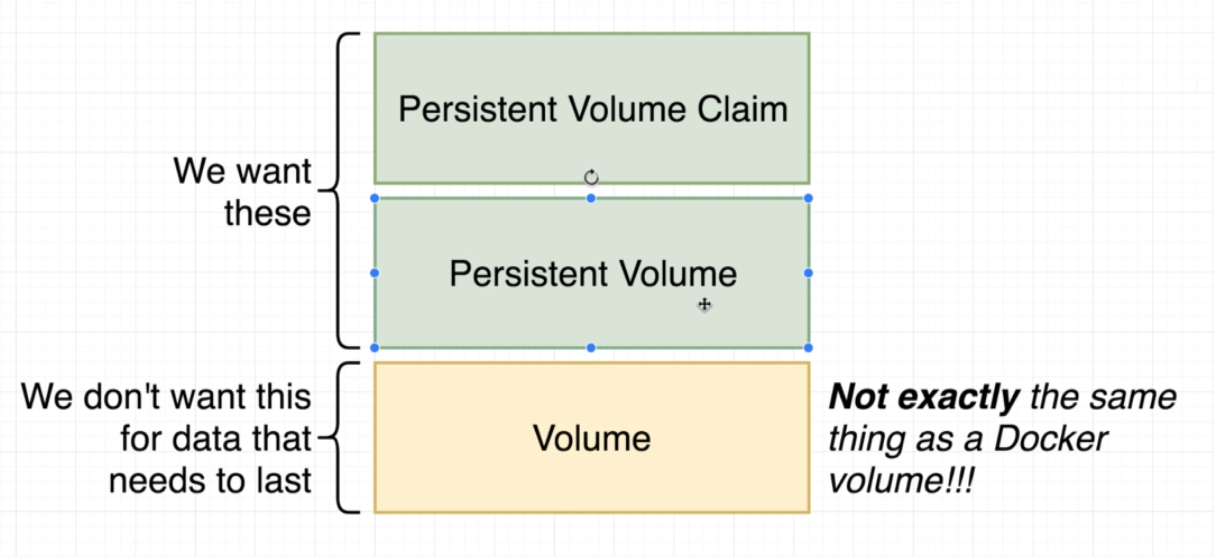 Persistent Volume Claim
We want
these
Persistent Volume
We don't want this
for data that
needs to last
Volume
Not exactly the same
thing as a Docker
volume!!!